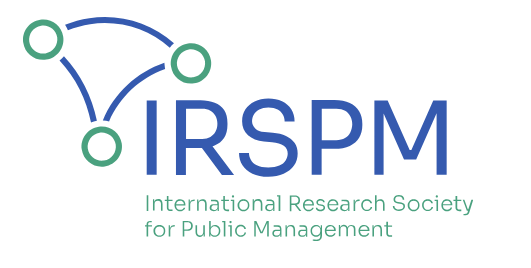 IRSPM
International Research Society
for Public Management